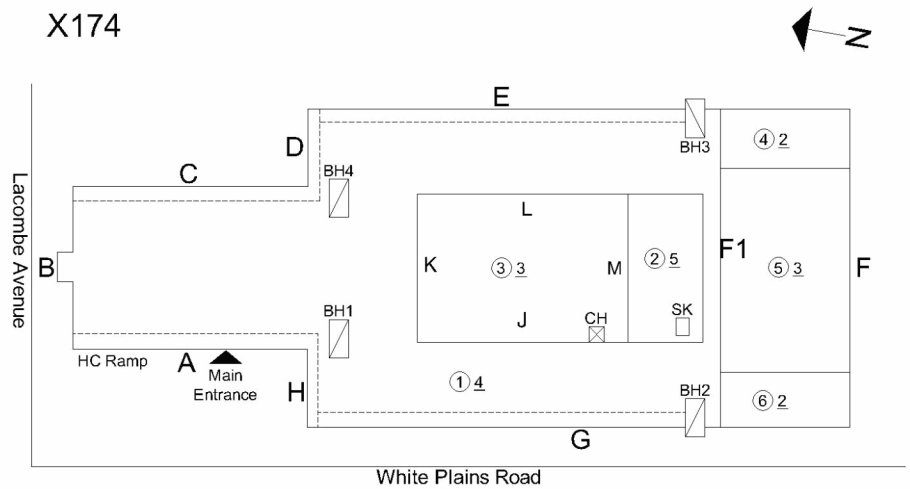 X174
N
E
D
BH3
④ 2
C
BH4
Lacombe Avenue
L
B
K
③ 3
M
② 5
F1
⑤ 3
F
BH1
J
CH
SK
HC Ramp
A
Main
Entrance
H
① 4
BH2
⑥ 2
G
White Plains Road